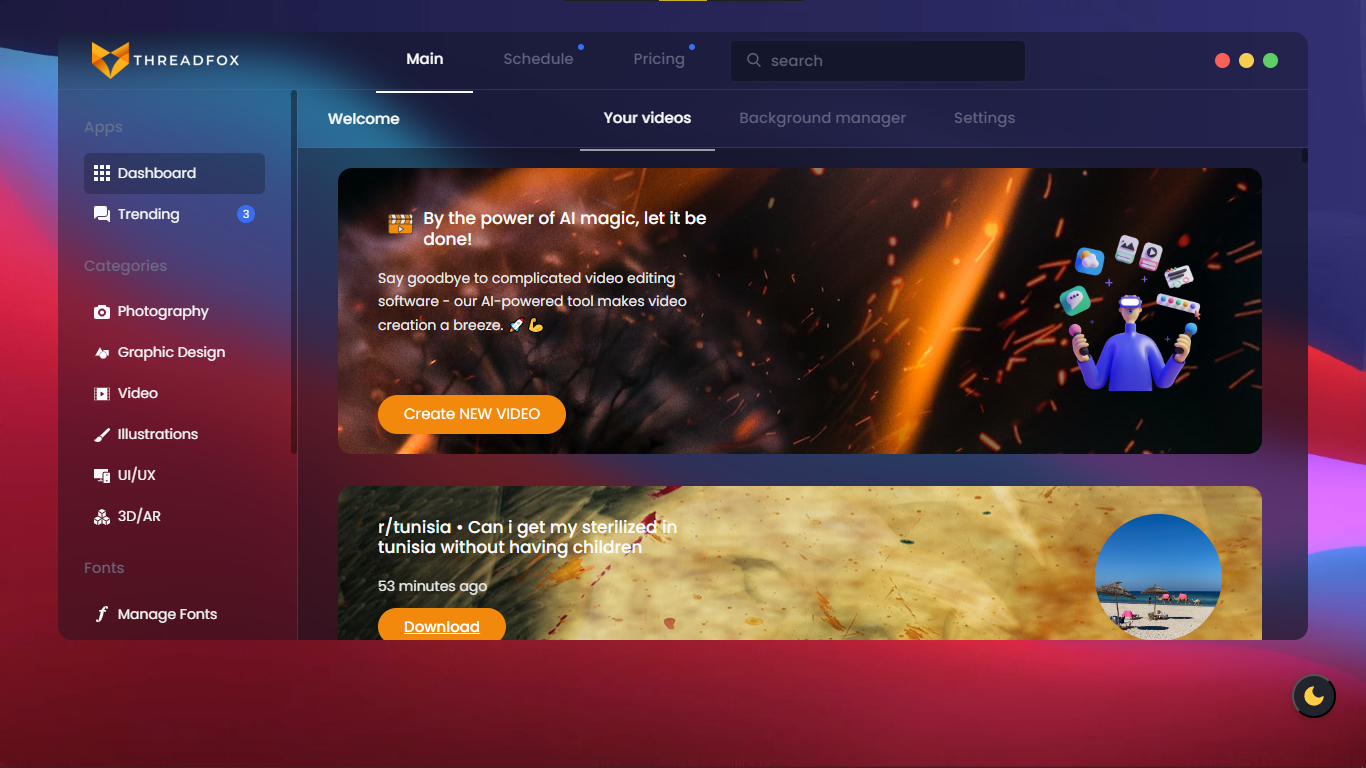 THREADFOX
Main
Schedule
Pricing
search
Apps
Dashboard
Trending
3
Categories
Photography
Graphic Design
Video
Illustrations
UI/UX
3D/AR
Fonts
Manage Fonts
Welcome
Your videos
Background manager
Settings
By the power of AI magic, let it be
done!
Say goodbye to complicated video editing
software - our AI-powered tool makes video
creation a breeze. 🚀 💪
Create NEW VIDEO
r/tunisia • Can i get my sterilized in
tunisia without having children
53 minutes ago
Download